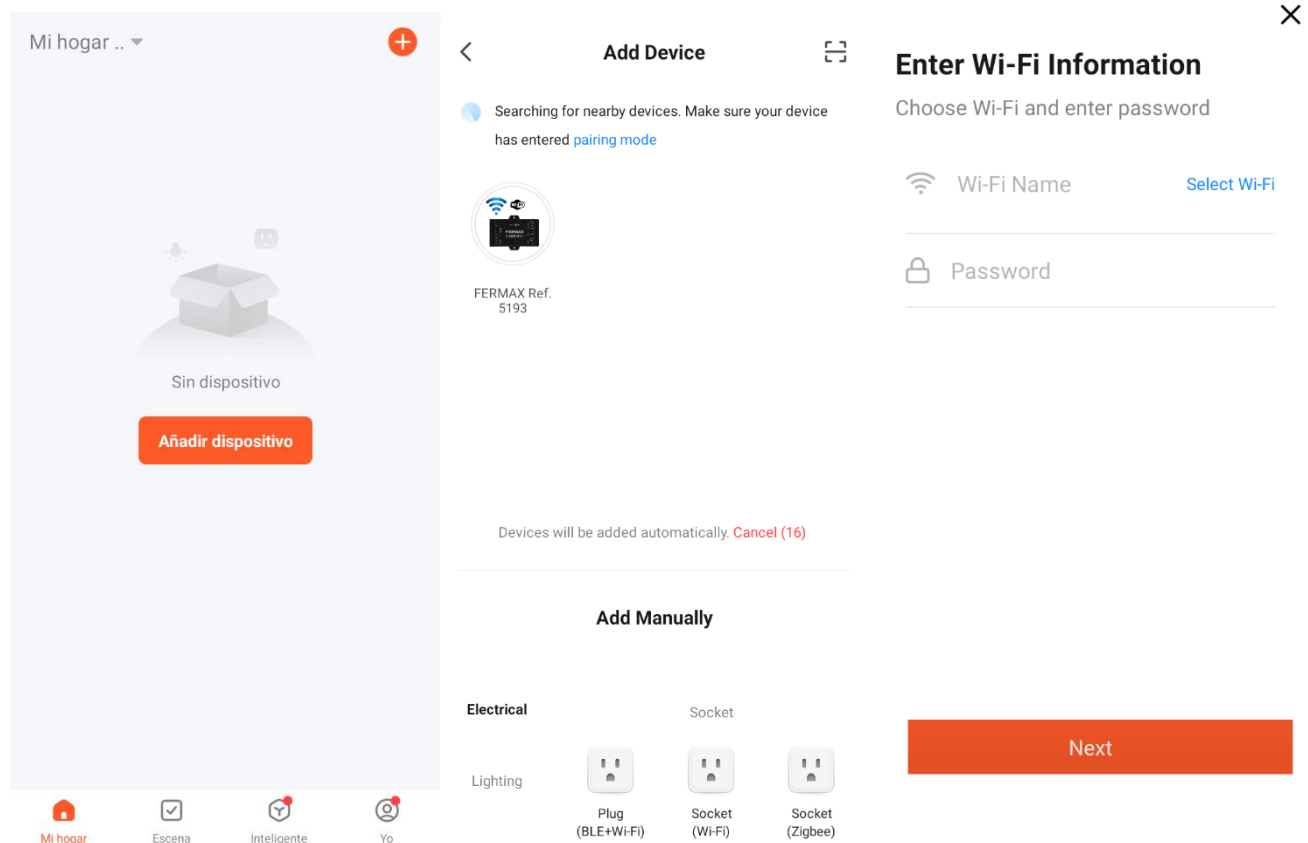 Mi hogar ..
Sin dispositivo
Añadir dispositivo
Mi hogar
Escena
Inteligente
Yo
Add Device
Searching for nearby devices. Make sure your device
has entered pairing mode
FERMAX
FERMAX Ref.
5193
Devices will be added automatically. Cancel (16)
Add Manually
Electrical
Socket
Lighting
Plug
(BLE+Wi-Fi)
Socket
(Wi-Fi)
Socket
(Zigbee)
Enter Wi-Fi Information
Choose Wi-Fi and enter password
Wi-Fi Name
Select Wi-Fi
Password
Next